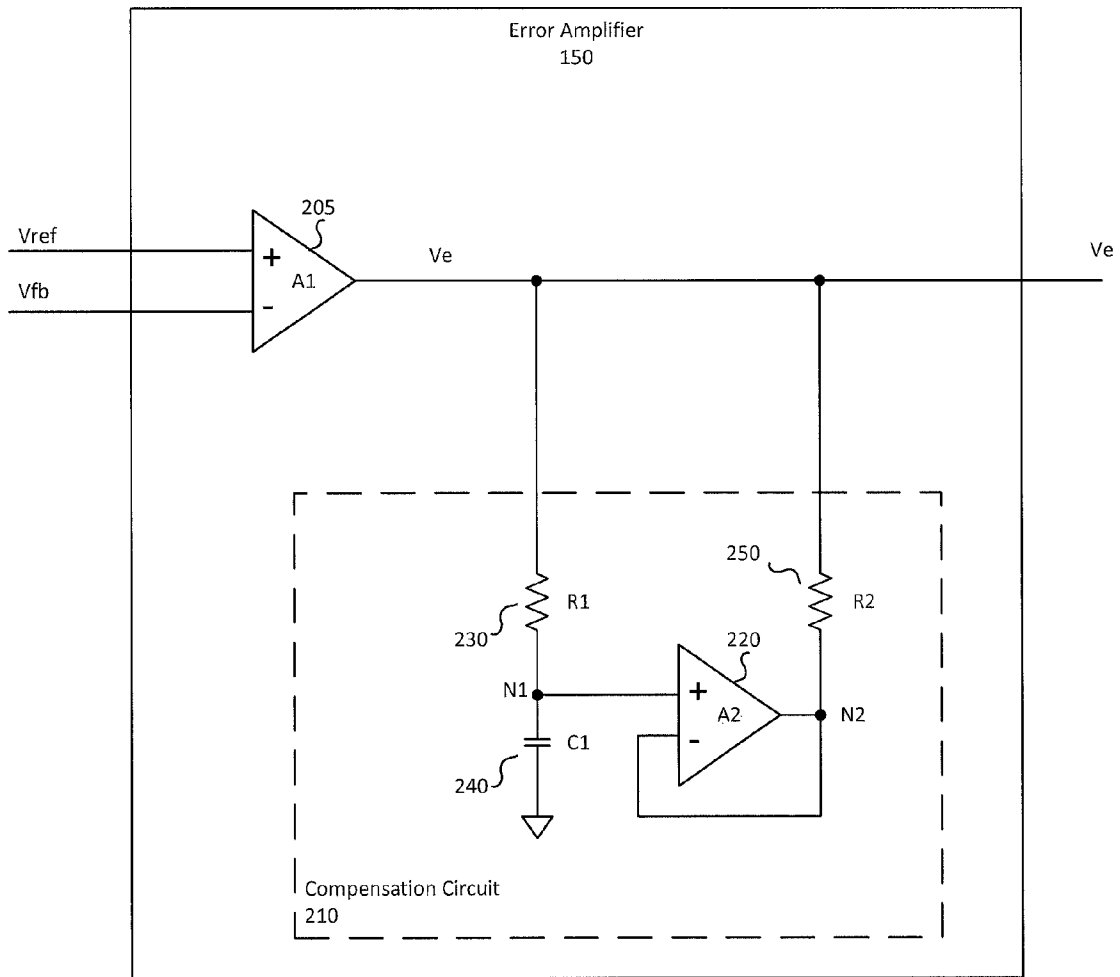 Error Amplifier
150
205
Vref
+
A1
Ve
Ve
Vfb
-
250
R1
R2
230
220
N1
+
A2
N2
-
C1
240
Compensation Circuit
210